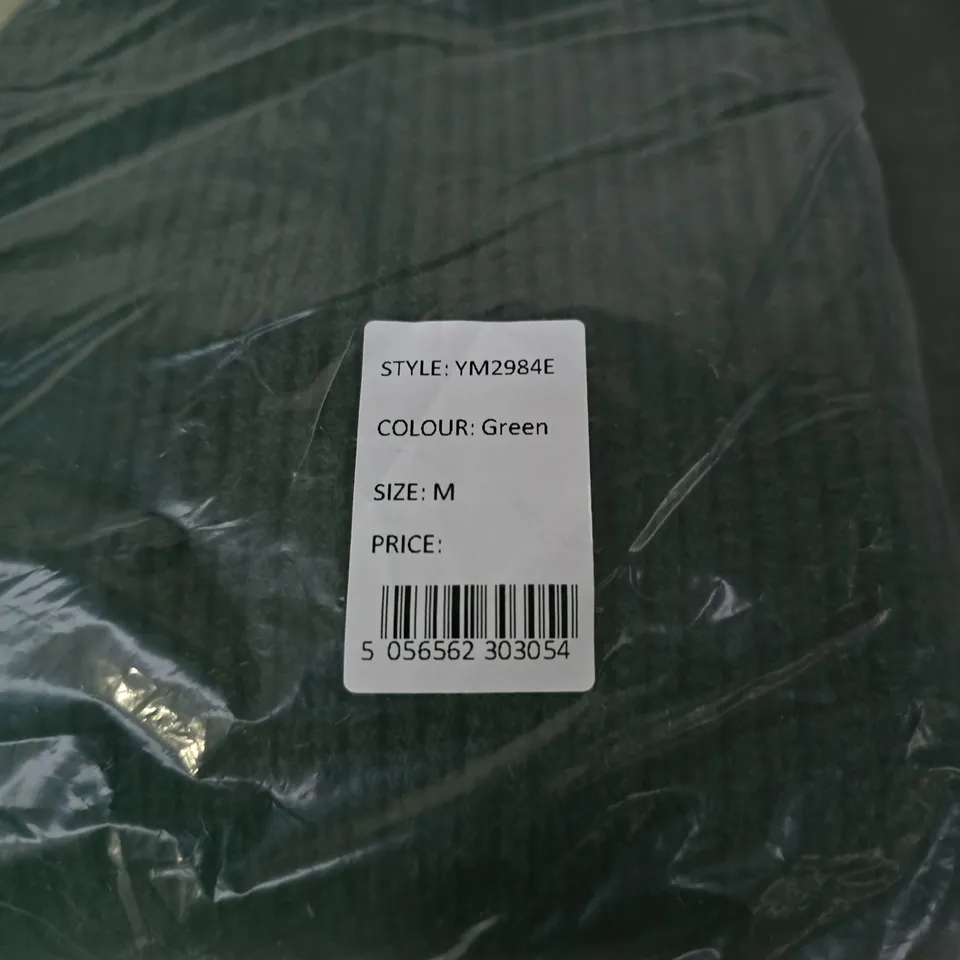 STYLE: YM2984E
COLOUR: Green
SIZE: M
PRICE:
5 056562 303054